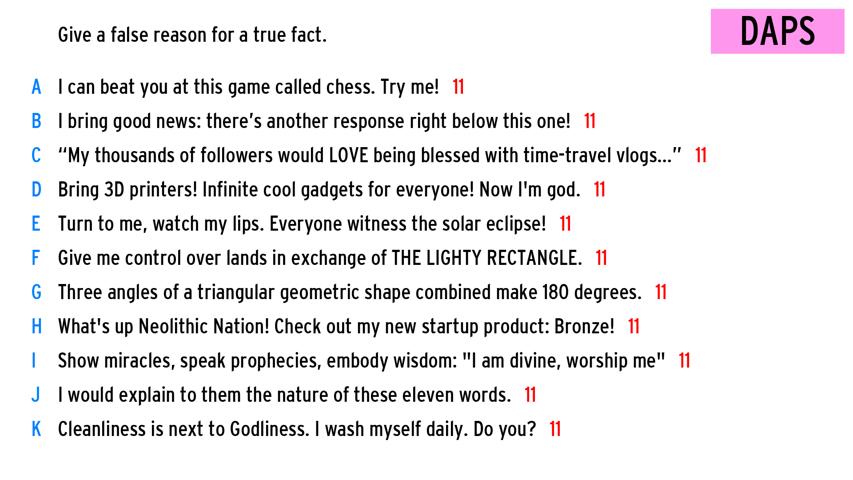 Give a false reason for a true fact.
DAPS
A I can beat you at this game called chess. Try me! 11
B I bring good news: there's another response right below this one! 11
C “My thousands of followers would LOVE being blessed with time-travel vlogs...” 11
D Bring 3D printers! Infinite cool gadgets for everyone! Now I'm god. 11
E Turn to me, watch my lips. Everyone witness the solar eclipse! 11
F Give me control over lands in exchange of THE LIGHTY RECTANGLE. 11
G Three angles of a triangular geometric shape combined make 180 degrees. 11
H What's up Neolithic Nation! Check out my new startup product: Bronze! 11
I Show miracles, speak prophecies, embody wisdom: "I am divine, worship me" 11
J I would explain to them the nature of these eleven words. 11
K Cleanliness is next to Godliness. I wash myself daily. Do you? 11